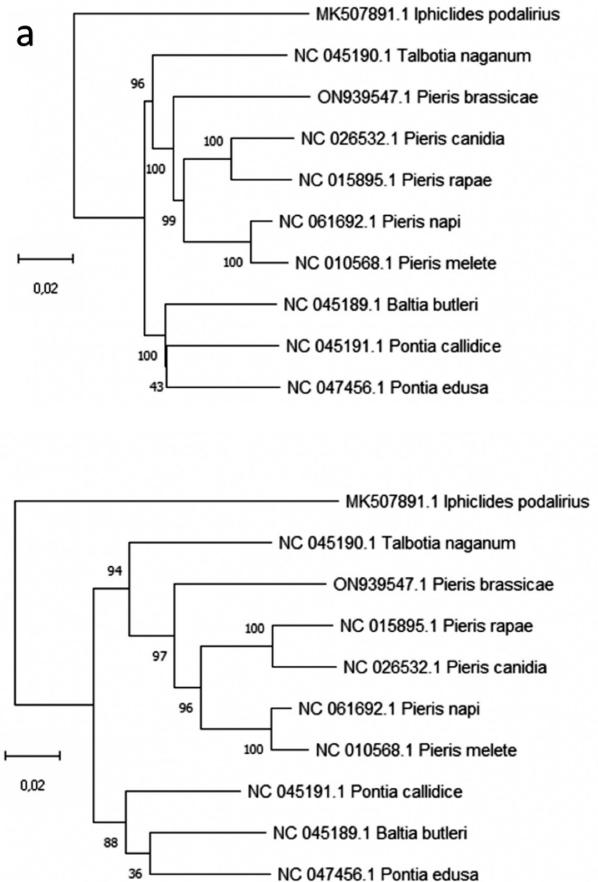 a
MK507891.1 Iphiclides podalirius
NC 045190.1 Talbotia naganum
96
ON939547.1 Pieris brassicae
NC 026532.1 Pieris canidia
100
100
NC 015895.1 Pieris rapae
NC 061692.1 Pieris napi
99
NC 010568.1 Pieris melete
100
0,02
NC 045189.1 Baltia butleri
NC 045191.1 Pontia callidice
100
NC 047456.1 Pontia edusa
43
MK507891.1 Iphiclides podalirius
NC 045190.1 Talbotia naganum
94
ON939547.1 Pieris brassicae
NC 015895.1 Pieris rapae
100
97
NC 026532.1 Pieris canidia
NC 061692.1 Pieris napi
96
NC 010568.1 Pieris melete
100
0,02
NC 045191.1 Pontia callidice
NC 045189.1 Baltia butleri
88
NC 047456.1 Pontia edusa
36